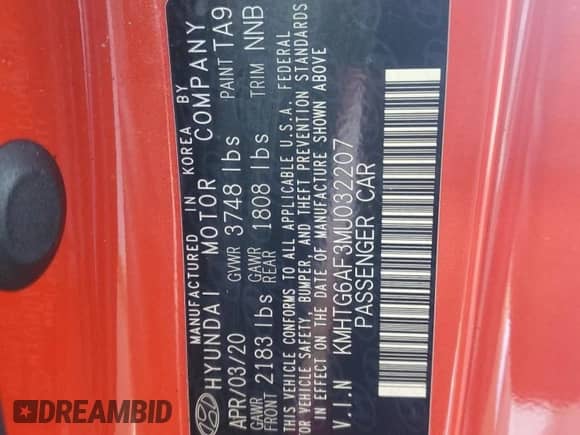 MANUFACTURED IN KOREA BY
HYUNDAI MOTOR COMPANY
APR/03/20 GVWR 3748 lbs PAINT TA9
GAWR FRONT 2183 lbs GAWR REAR 1808 lbs TRIM NNB
THIS VEHICLE CONFORMS TO ALL APPLICABLE U.S.A. FEDERAL
MOTOR VEHICLE SAFETY, BUMPER, AND THEFT PREVENTION STANDARDS
IN EFFECT ON THE DATE OF MANUFACTURE SHOWN ABOVE
V.I.N KMHTG6AF3MU032207
PASSENGER CAR
DREAMBID